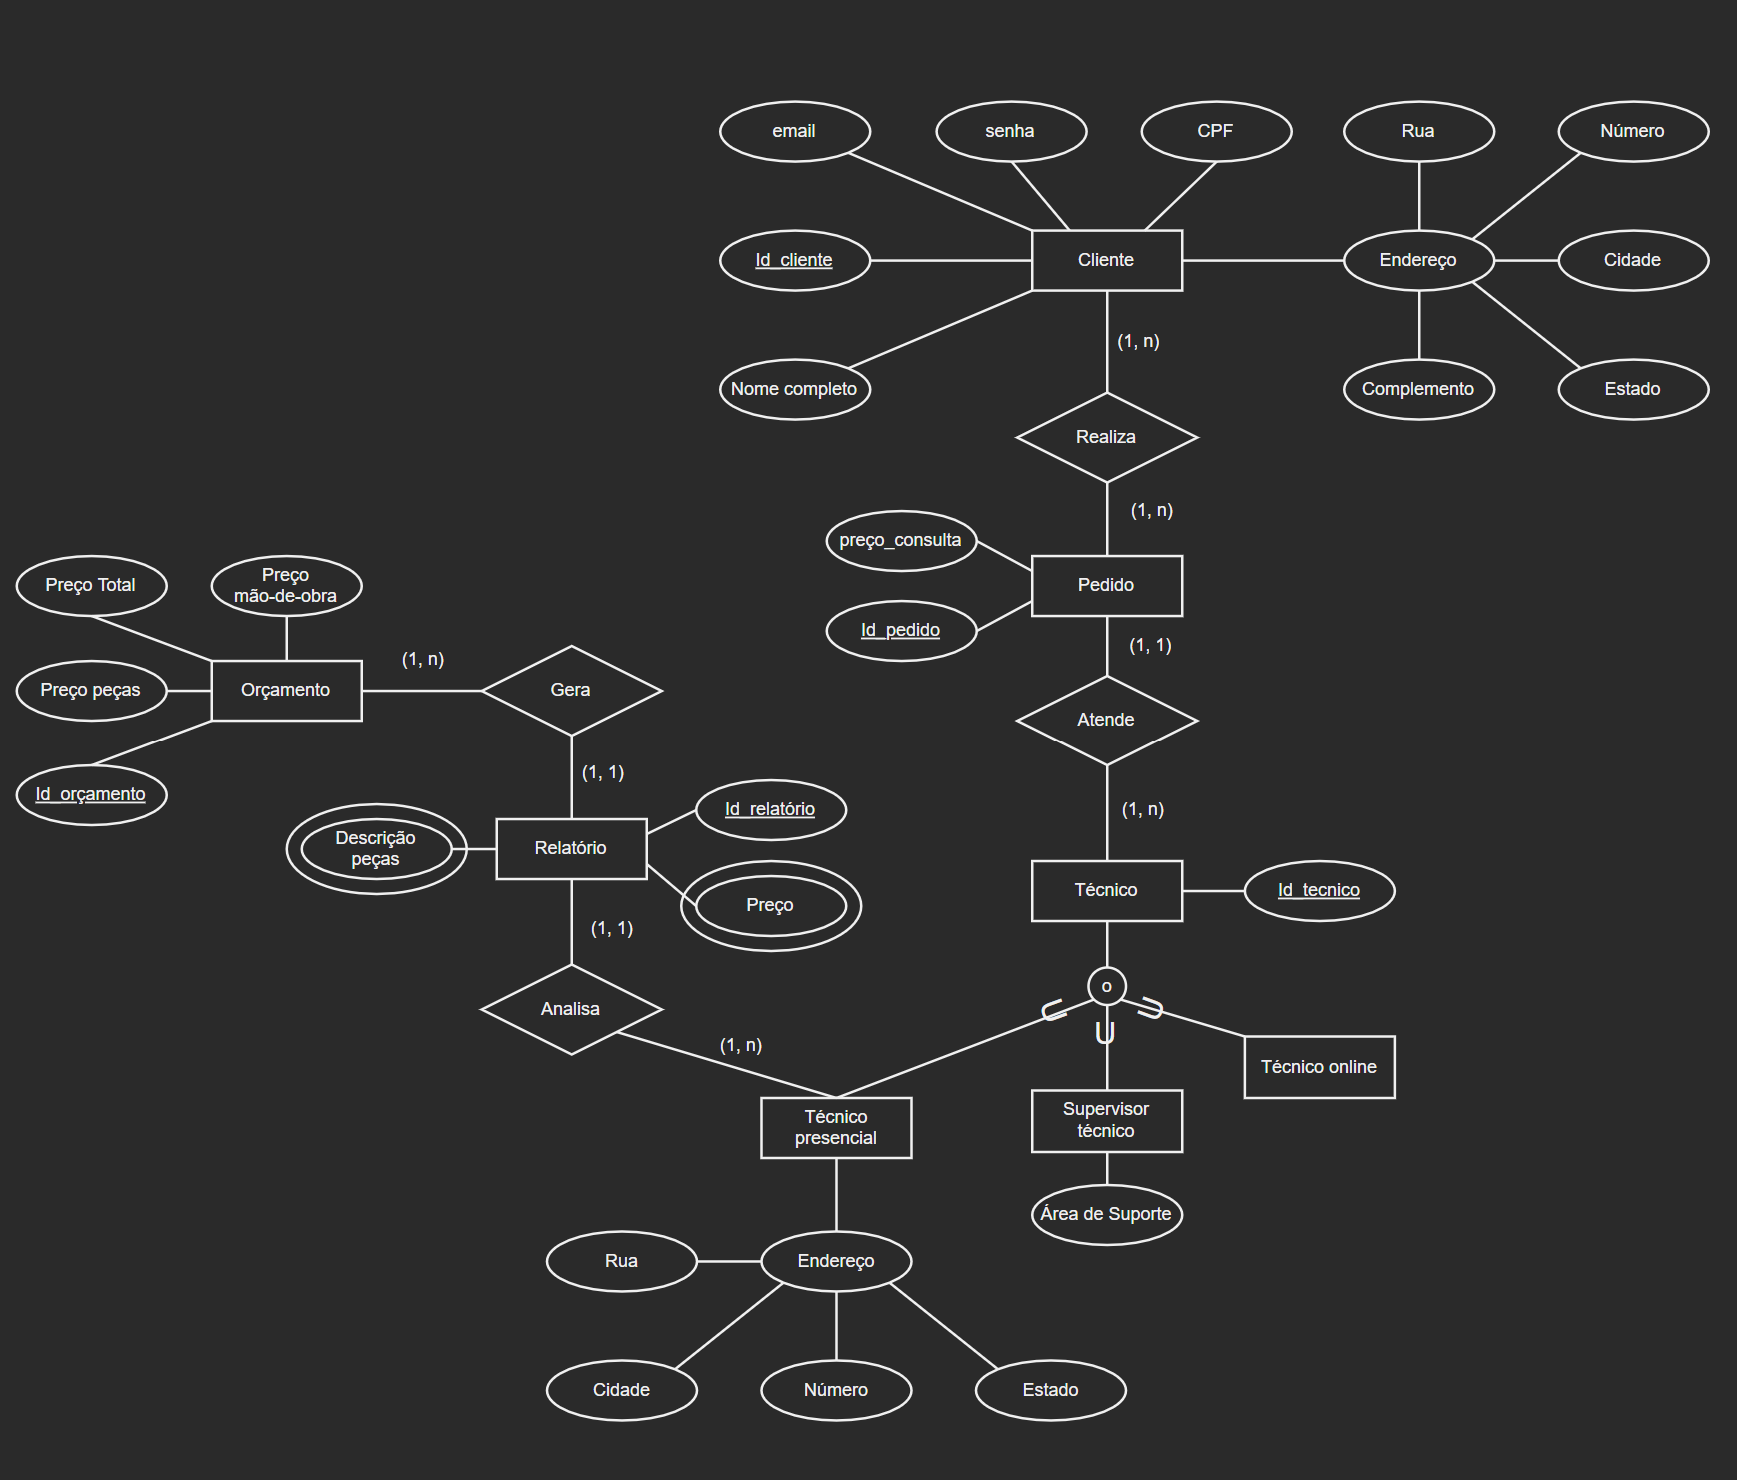 email
senha
CPF
Rua
Número
Id_cliente
Cliente
Endereço
Cidade
(1, n)
Nome completo
Complemento
Estado
Realiza
(1, n)
preço_consulta
Pedido
Id_pedido
(1, 1)
Preço Total
Preço
mão-de-obra
(1, n)
Preço peças
Orçamento
Gera
Atende
(1, 1)
Id_orçamento
(1, n)
Id_relatório
Descrição
peças
Relatório
Preço
Técnico
Id_tecnico
(1, 1)
o
U
U
U
Analisa
(1, n)
Técnico online
Técnico
presencial
Supervisor
técnico
Área de Suporte
Rua
Endereço
Cidade
Número
Estado